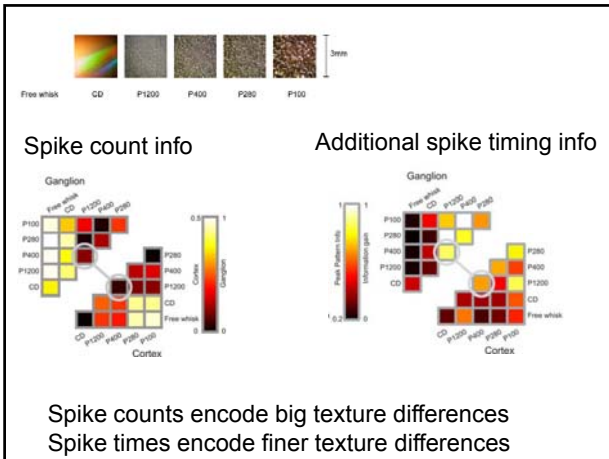 3mm
Free whisk CD P1200 P400 P280 P100
Spike count info
Additional spike timing info
Ganglion
Free whisk
CD
P1200
P400
P280
P100
P280
P400
P1200
CD
P280
P400
P1200
CD
Free whisk
CD
P1200
P400
P280
P100
Cortex
0.5
0
Cortex
1
0
Ganglion
Ganglion
Free whisk
CD
P1200
P400
P280
P100
P280
P400
P1200
CD
P280
P400
P1200
CD
Free whisk
CD
P1200
P400
P280
P100
Cortex
1
0.2
Peak Pattern Info
1
0
Information gain
Spike counts encode big texture differences
Spike times encode finer texture differences